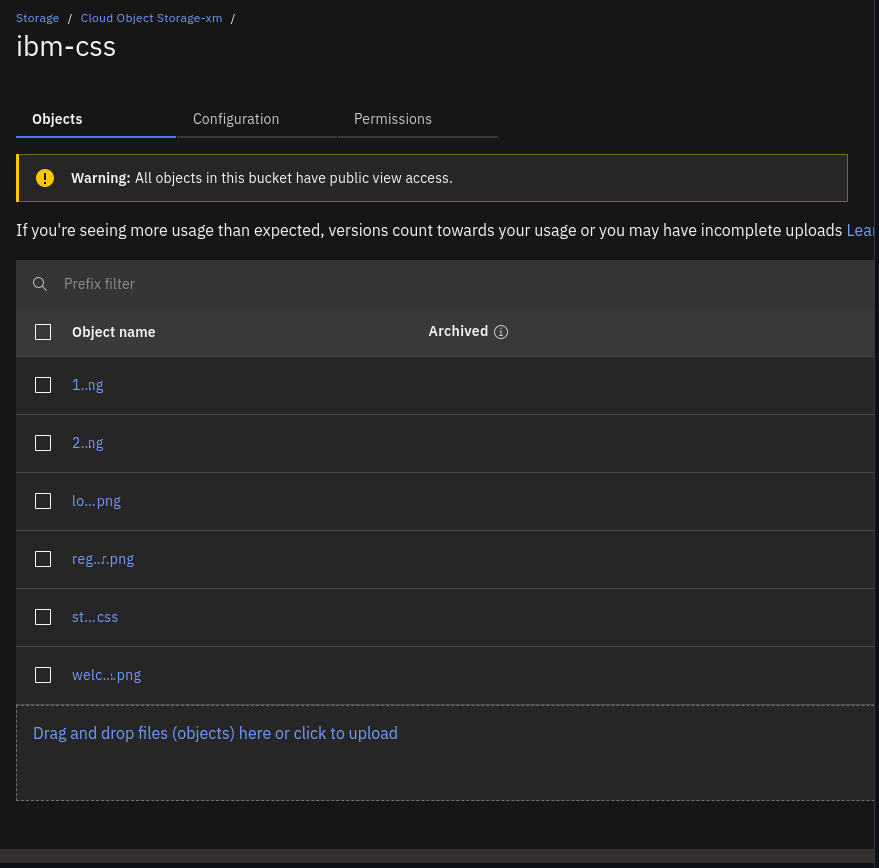 Storage / Cloud Object Storage-xm /
ibm-css
Objects Configuration Permissions
Warning: All objects in this bucket have public view access.
If you're seeing more usage than expected, versions count towards your usage or you may have incomplete uploads Lear
Prefix filter
Object name Archived
1...ng
2...ng
lo...png
reg...r.png
st...css
welc...png
Drag and drop files (objects) here or click to upload